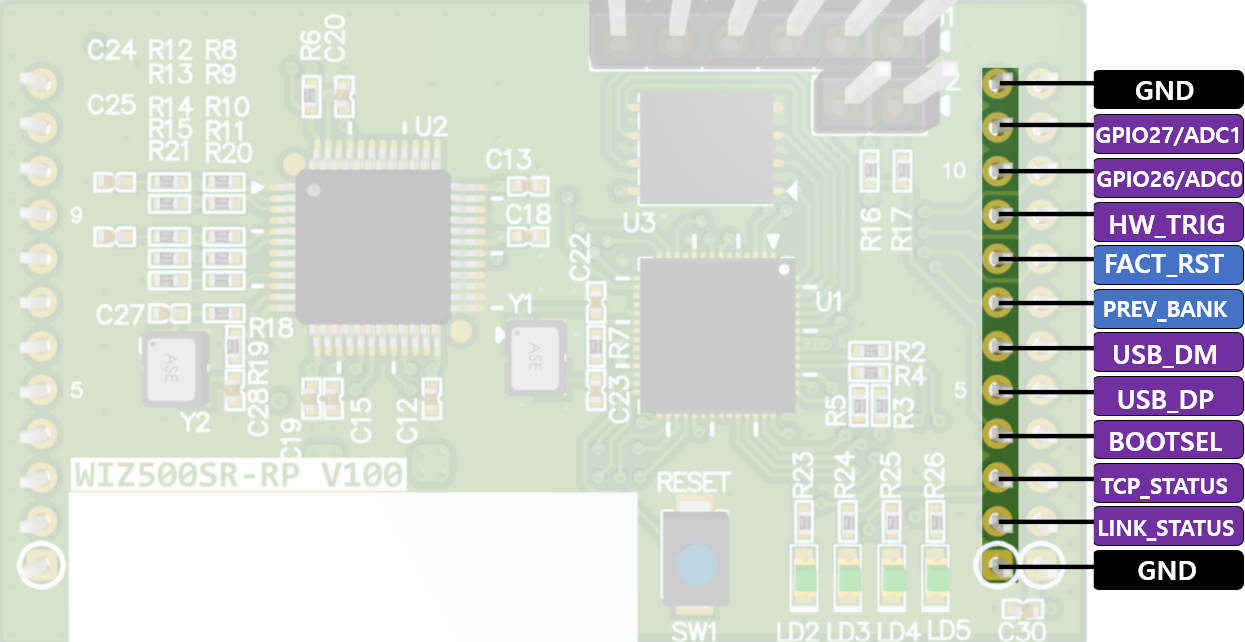 C24 R12 R8
R13 R9
C25 R14 R10
R15 R11
R21 R20
R6
C20
U2
C13
C18
9
C27
R18
R19
C28
Y2
5
C19
C15
C12
Y1
C22
R7
C23
U3
U1
1
2
10
R16
R17
R2
R4
R5
R3
5
ASE
ASE
WIZ500SR-RP V100
RESET
SW1
R23
R24
R25
R26
LD2 LD3 LD4 LD5
C30
GND
GPIO27/ADC1
GPIO26/ADC0
HW_TRIG
FACT_RST
PREV_BANK
USB_DM
USB_DP
BOOTSEL
TCP_STATUS
LINK_STATUS
GND